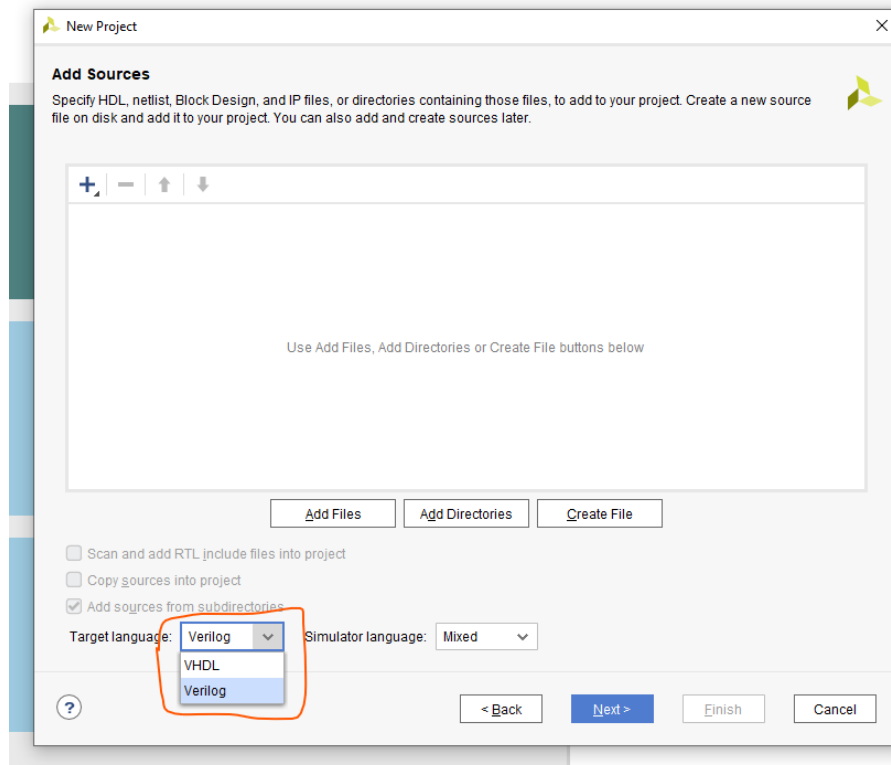 New Project
Add Sources
Specify HDL, netlist, Block Design, and IP files, or directories containing those files, to add to your project. Create a new source
file on disk and add it to your project. You can also add and create sources later.
Use Add Files, Add Directories or Create File buttons below
Add Files Add Directories Create File
Scan and add RTL include files into project
Copy sources into project
Add sources from subdirectories
Target language: Verilog Simulator language: Mixed
VHDL
Verilog
? < Back Next > Finish Cancel